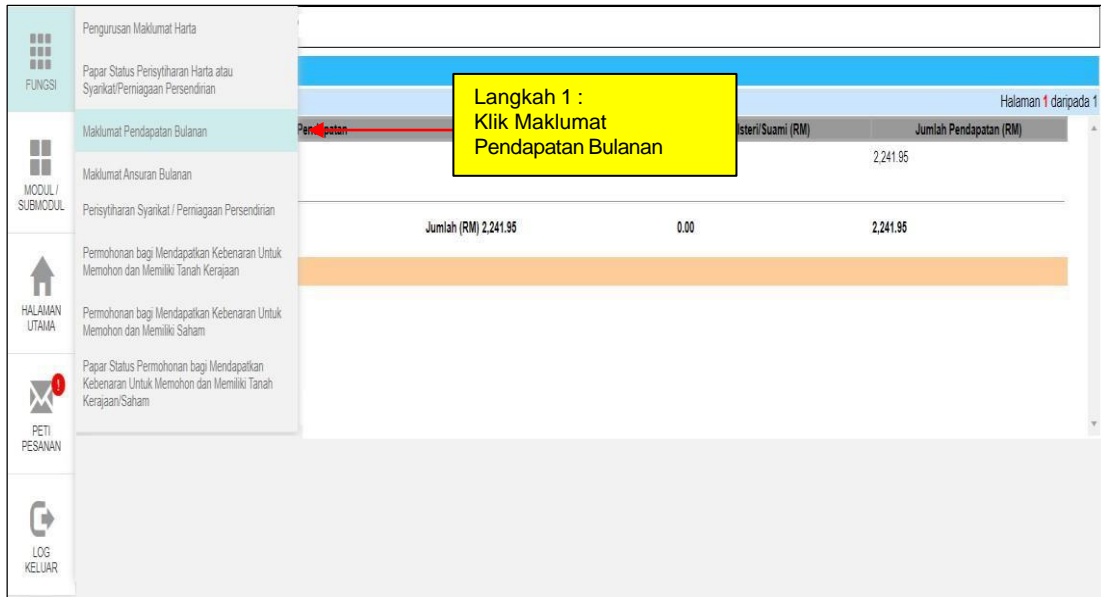 FUNGSI
MODUL /
SUBMODUL
HALAMAN
UTAMA
!
PETI
PESANAN
LOG
KELUAR
Pengurusan Maklumat Harta
Papar Status Perisytiharan Harta atau
Syarikat/Perniagaan Persendirian
Maklumat Pendapatan Bulanan
Maklumat Ansuran Bulanan
Perisytiharan Syarikat / Perniagaan Persendirian
Permohonan bagi Mendapatkan Kebenaran Untuk
Memohon dan Memiliki Tanah Kerajaan
Permohonan bagi Mendapatkan Kebenaran Untuk
Memohon dan Memiliki Saham
Papar Status Permohonan bagi Mendapatkan
Kebenaran Untuk Memohon dan Memiliki Tanah
Kerajaan/Saham
Langkah 1 :
Klik Maklumat
Pendapatan Bulanan
Halaman 1 daripada 1
Pendapatan Isteri/Suami (RM) Jumlah Pendapatan (RM)
2,241.95
Jumlah (RM) 2,241.95 0.00 2,241.95